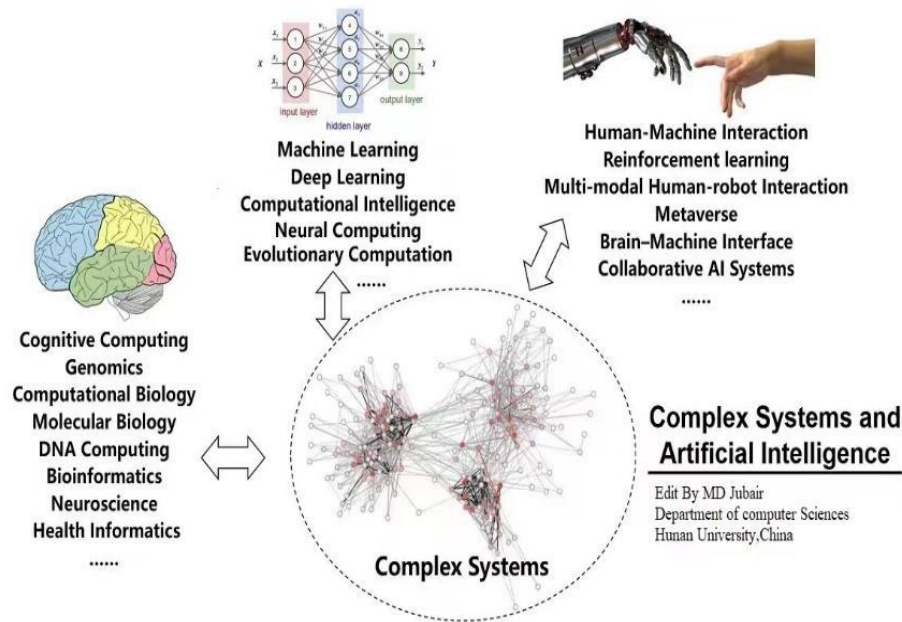 input layer
hidden layer
output layer
Machine Learning
Deep Learning
Computational Intelligence
Neural Computing
Evolutionary Computation
......
Human-Machine Interaction
Reinforcement learning
Multi-modal Human-robot Interaction
Metaverse
Brain–Machine Interface
Collaborative AI Systems
......
Cognitive Computing
Genomics
Computational Biology
Molecular Biology
DNA Computing
Bioinformatics
Neuroscience
Health Informatics
......
Complex Systems
Complex Systems and
Artificial Intelligence
Edit By MD Jubair
Department of computer Sciences
Hunan University,China